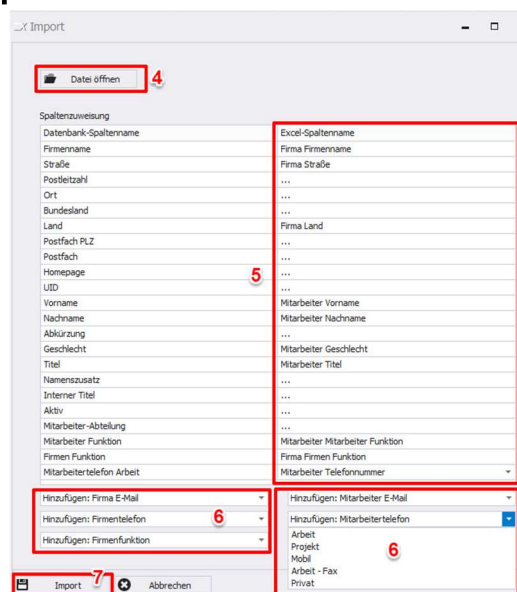 Import
Datei öffnen 4
Spaltenzuweisung
Datenbank-Spaltenname Excel-Spaltenname
Firmenname Firma Firmenname
Straße Firma Straße
Postleitzahl ...
Ort ...
Bundesland ...
Land Firma Land
Postfach PLZ ...
Postfach ...
Homepage ...
5
UID ...
Vorname Mitarbeiter Vorname
Nachname Mitarbeiter Nachname
Abkürzung ...
Geschlecht Mitarbeiter Geschlecht
Titel Mitarbeiter Titel
Namenszusatz ...
Interner Titel ...
Aktiv ...
Mitarbeiter-Abteilung ...
Mitarbeiter Funktion Mitarbeiter Mitarbeiter Funktion
Firmen Funktion Firma Firmen Funktion
Mitarbeitertelefon Arbeit Mitarbeiter Telefonnummer
Hinzufügen: Firma E-Mail Hinzufügen: Mitarbeiter E-Mail
Hinzufügen: Firmentelefon 6 Hinzufügen: Mitarbeitertelefon
Hinzufügen: Firmenfunktion Arbeit
Projekt
Mobil 6
Arbeit - Fax
Privat
Import 7 Abbrechen